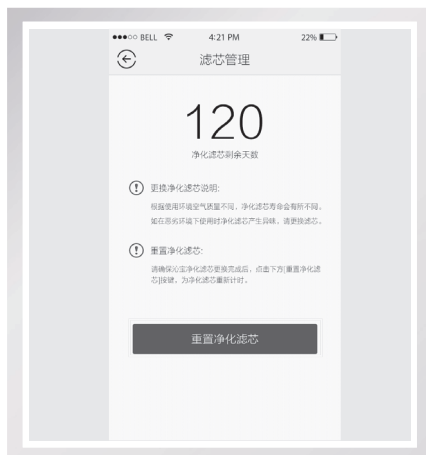 ●●●○○ BELL 4:21 PM 22%
滤芯管理
120
净化滤芯剩余天数
更换净化滤芯说明:
根据使用环境空气质量不同，净化滤芯寿命会有所不同。
如在恶劣环境下使用时净化滤芯产生异味，请更换滤芯。
重置净化滤芯:
请确保沁宝净化滤芯更换完成后，点击下方[重置净化滤
芯]按键，为净化滤芯重新计时。
重置净化滤芯